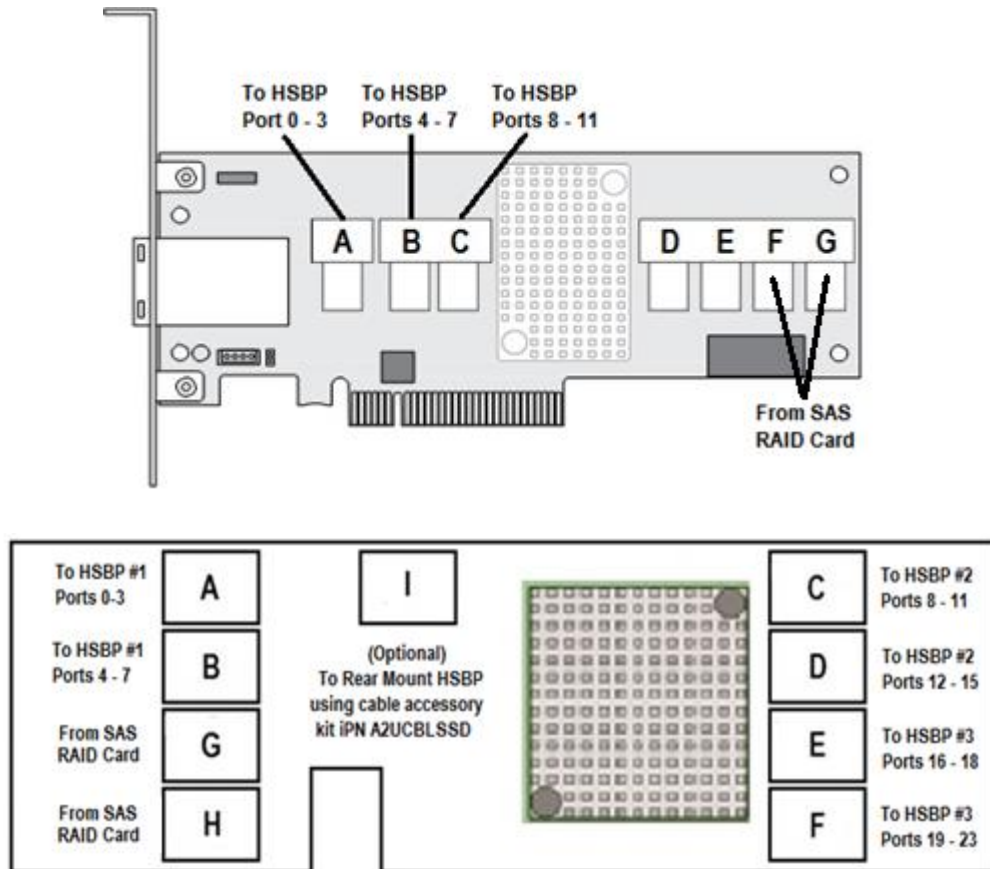 To HSBP
Port 0 - 3
To HSBP
Ports 4 - 7
To HSBP
Ports 8 - 11
A
B
C
D
E
F
G
From SAS
RAID Card
To HSBP #1
Ports 0-3
A
I
C
To HSBP #2
Ports 8 - 11
To HSBP #1
Ports 4 - 7
B
(Optional)
To Rear Mount HSBP
using cable accessory
kit iPN A2UCBLSSD
D
To HSBP #2
Ports 12 - 15
From SAS
RAID Card
G
E
To HSBP #3
Ports 16 - 18
From SAS
RAID Card
H
F
To HSBP #3
Ports 19 - 23